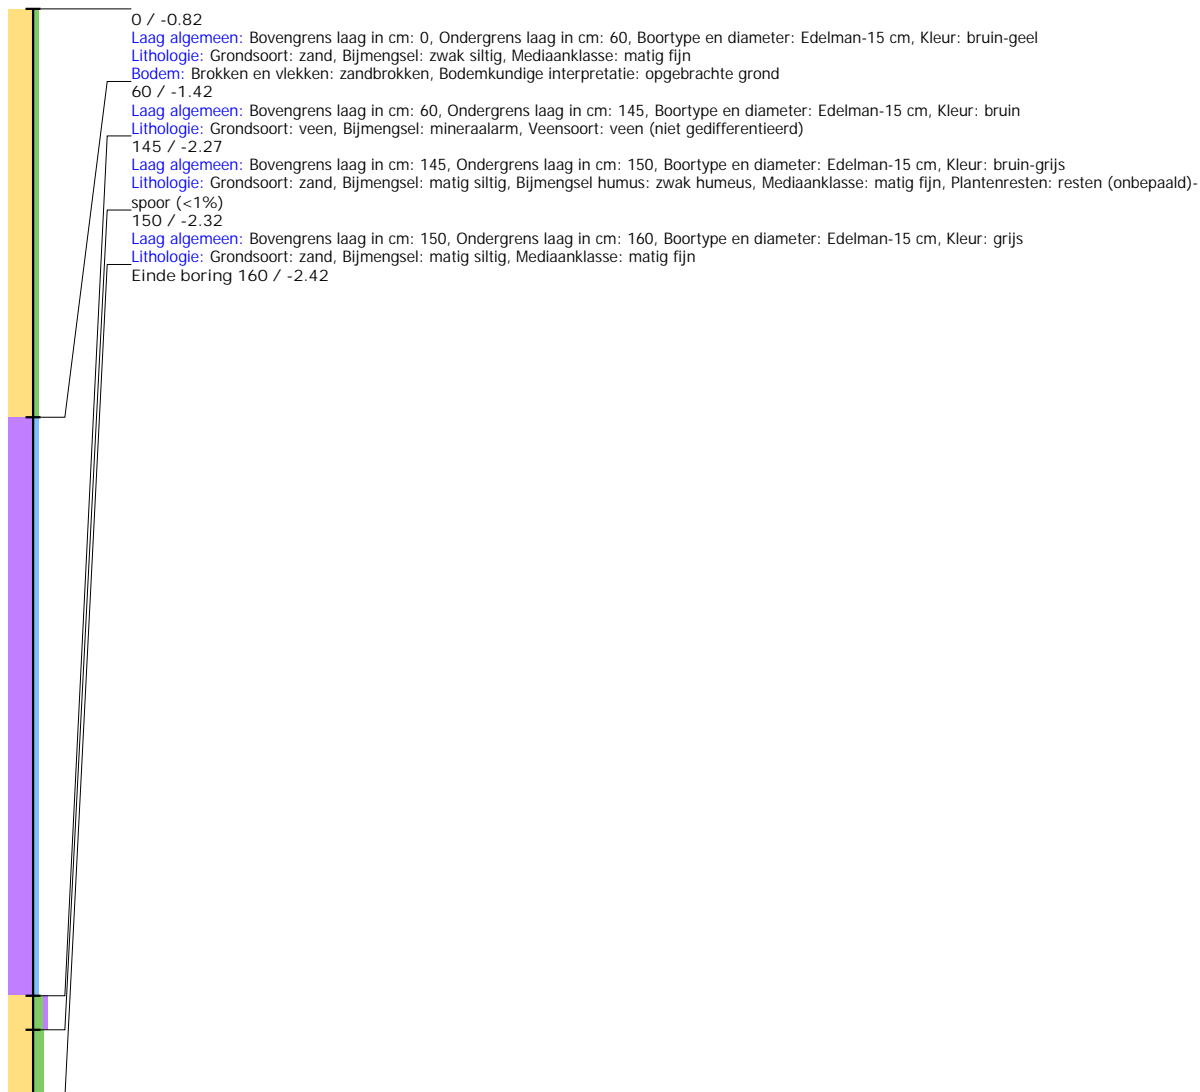 0 / -0.82
Laag algemeen: Bovengrens laag in cm: 0, Ondergrens laag in cm: 60, Boortype en diameter: Edelman-15 cm, Kleur: bruin-geel
Lithologie: Grondsoort: zand, Bijmengsel: zwak siltig, Mediaanklasse: matig fijn
Bodem: Brokken en vlekken: zandbrokken, Bodemkundige interpretatie: opgebrachte grond
60 / -1.42
Laag algemeen: Bovengrens laag in cm: 60, Ondergrens laag in cm: 145, Boortype en diameter: Edelman-15 cm, Kleur: bruin
Lithologie: Grondsoort: veen, Bijmengsel: mineraalarm, Veensoort: veen (niet gedifferentieerd)
145 / -2.27
Laag algemeen: Bovengrens laag in cm: 145, Ondergrens laag in cm: 150, Boortype en diameter: Edelman-15 cm, Kleur: bruin-grijs
Lithologie: Grondsoort: zand, Bijmengsel: matig siltig, Bijmengsel humus: zwak humeus, Mediaanklasse: matig fijn, Plantenresten: resten (onbepaald)-
spoor (<1%)
150 / -2.32
Laag algemeen: Bovengrens laag in cm: 150, Ondergrens laag in cm: 160, Boortype en diameter: Edelman-15 cm, Kleur: grijs
Lithologie: Grondsoort: zand, Bijmengsel: matig siltig, Mediaanklasse: matig fijn
Einde boring 160 / -2.42